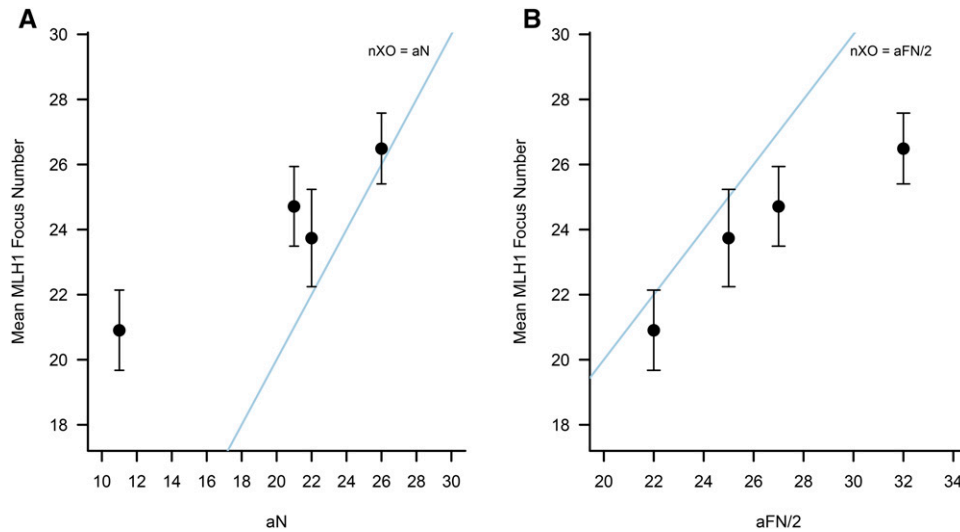 A
30
28
26
24
22
20
18
Mean MLH1 Focus Number
nXO = aN
10 12 14 16 18 20 22 24 26 28 30
aN
B
30
28
26
24
22
20
18
Mean MLH1 Focus Number
nXO = aFN/2
20 22 24 26 28 30 32 34
aFN/2